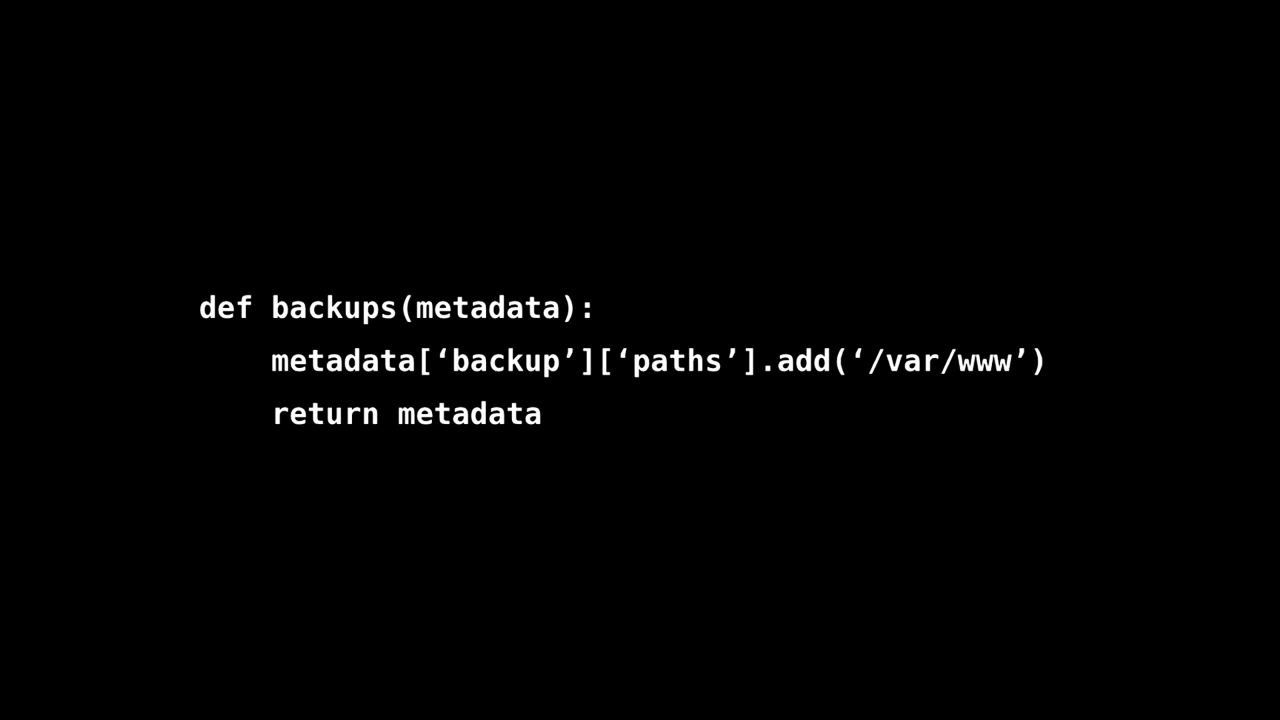 def backups(metadata):
    metadata[‘backup’][‘paths’].add(‘/var/www’)
    return metadata